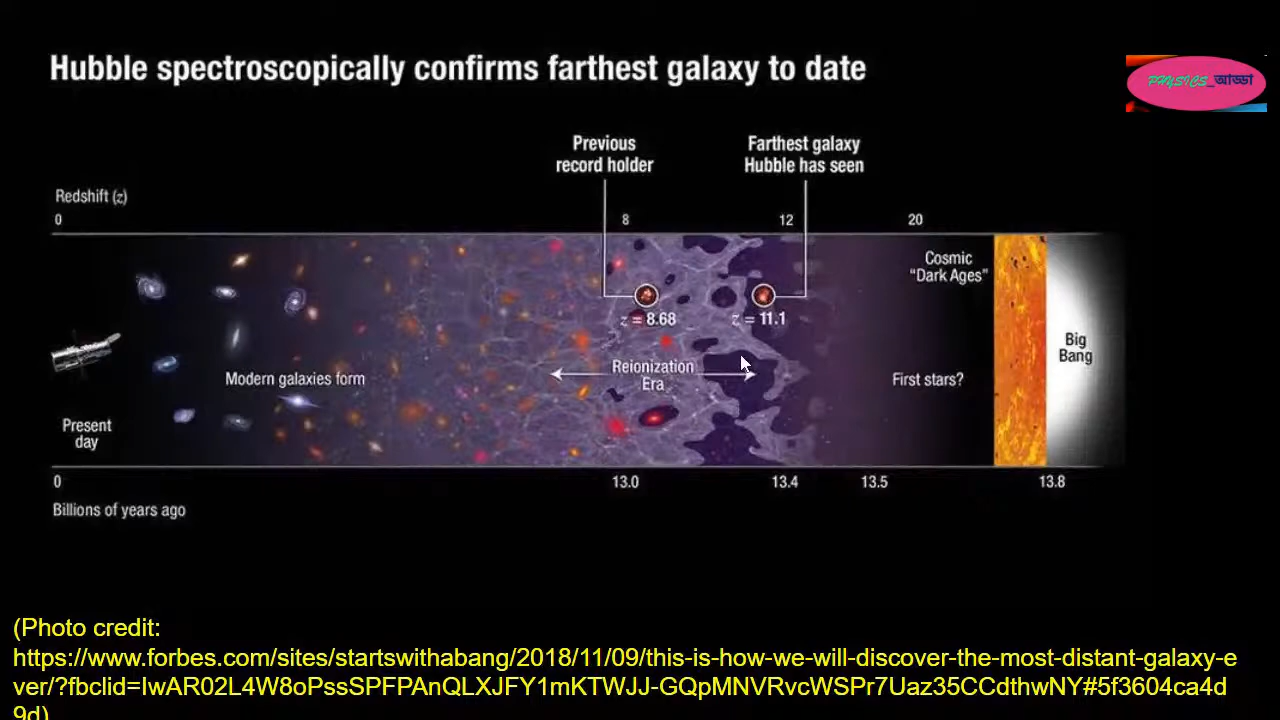 Hubble spectroscopically confirms farthest galaxy to date
PHYSICS_আড্ডা
Previous
record holder
Farthest galaxy
Hubble has seen
Redshift (z)
0
8
12
20
Cosmic
"Dark Ages"
z = 8.68
z = 11.1
Big
Bang
Reionization
Era
Modern galaxies form
First stars?
Present
day
0
13.0
13.4
13.5
13.8
Billions of years ago
(Photo credit:
https://www.forbes.com/sites/startswithabang/2018/11/09/this-is-how-we-will-discover-the-most-distant-galaxy-e
ver/?fbclid=IwAR02L4W8oPssSPFPAnQLXJFY1mKTWJJ-GQpMNVRvcWSPr7Uaz35CCdthwNY#5f3604ca4d
9d)